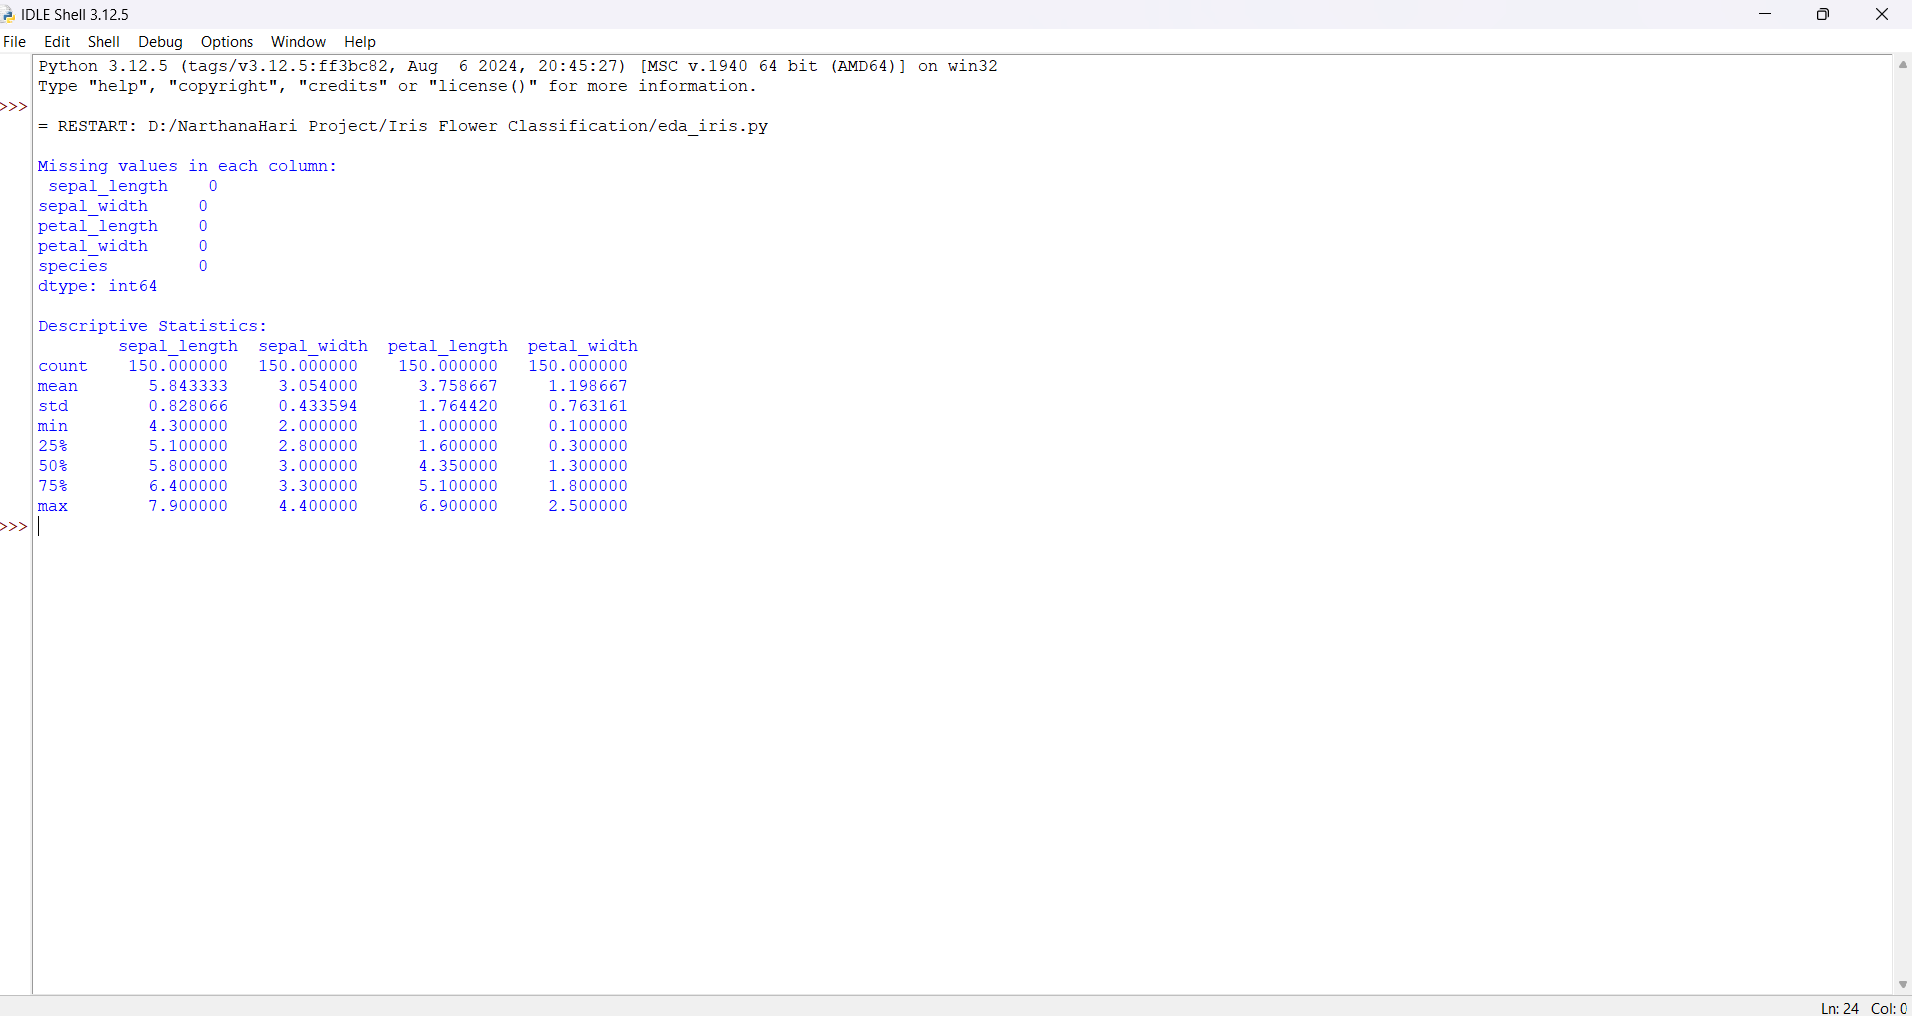 IDLE Shell 3.12.5
File Edit Shell Debug Options Window Help
Python 3.12.5 (tags/v3.12.5:ff3bc82, Aug  6 2024, 20:45:27) [MSC v.1940 64 bit (AMD64)] on win32
Type "help", "copyright", "credits" or "license()" for more information.
>>>
= RESTART: D:/NarthanaHari Project/Iris Flower Classification/eda_iris.py
Missing values in each column:
 sepal_length    0
sepal_width     0
petal_length    0
petal_width     0
species         0
dtype: int64
Descriptive Statistics:
        sepal_length  sepal_width  petal_length  petal_width
count    150.000000   150.000000    150.000000   150.000000
mean       5.843333     3.054000      3.758667     1.198667
std        0.828066     0.433594      1.764420     0.763161
min        4.300000     2.000000      1.000000     0.100000
25%        5.100000     2.800000      1.600000     0.300000
50%        5.800000     3.000000      4.350000     1.300000
75%        6.400000     3.300000      5.100000     1.800000
max        7.900000     4.400000      6.900000     2.500000
>>>
Ln: 24 Col: 0